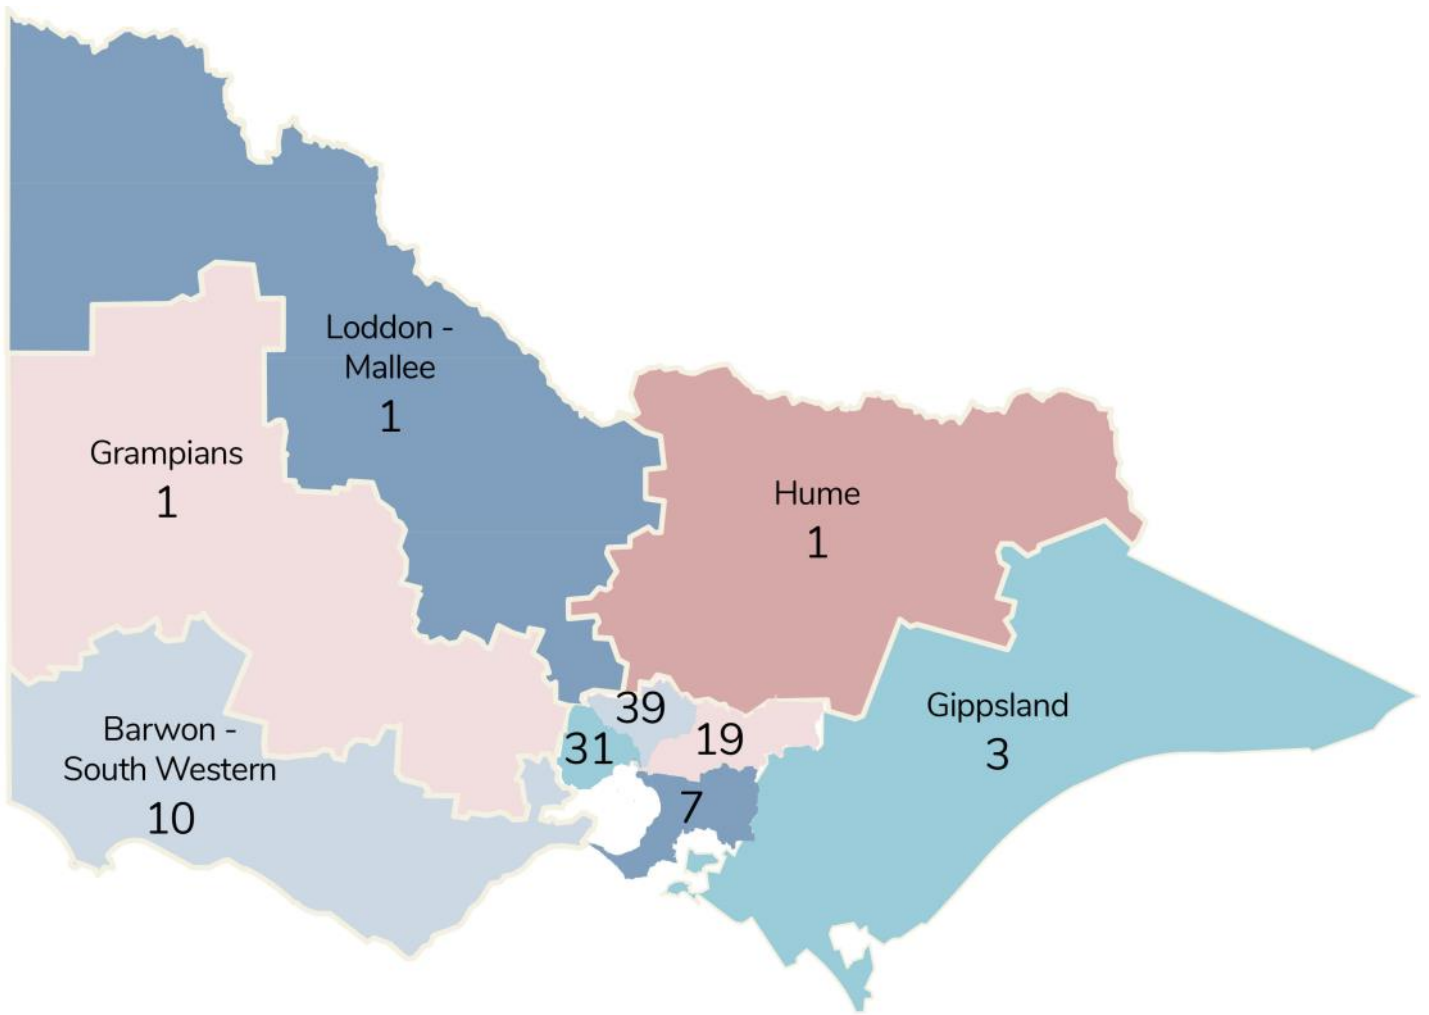 Loddon -
Mallee
1
Grampians
1
Hume
1
Barwon -
South Western
10
39
31
19
7
Gippsland
3